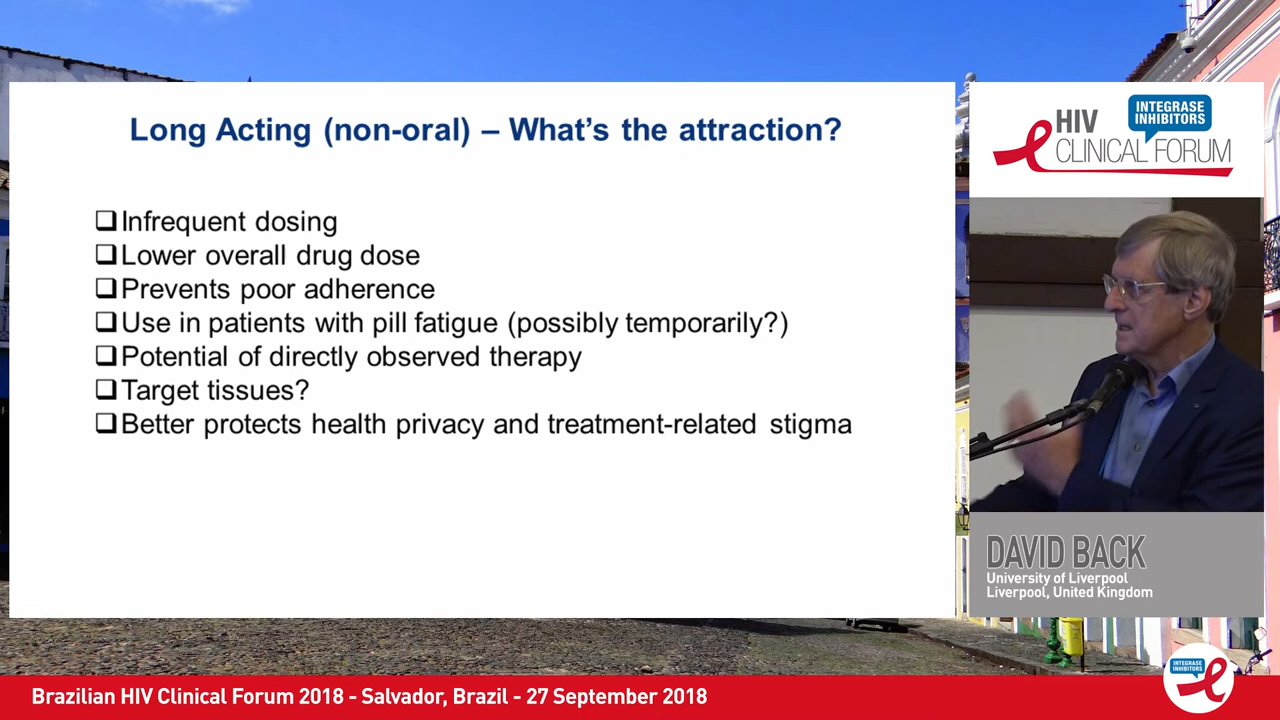 Long Acting (non-oral) – What's the attraction?
❑Infrequent dosing
❑Lower overall drug dose
❑Prevents poor adherence
❑Use in patients with pill fatigue (possibly temporarily?)
❑Potential of directly observed therapy
❑Target tissues?
❑Better protects health privacy and treatment-related stigma
HIV
INTEGRASE
INHIBITORS
CLINICAL FORUM
DAVID BACK
University of Liverpool
Liverpool, United Kingdom
Brazilian HIV Clinical Forum 2018 - Salvador, Brazil - 27 September 2018
INTEGRASE
INHIBITORS